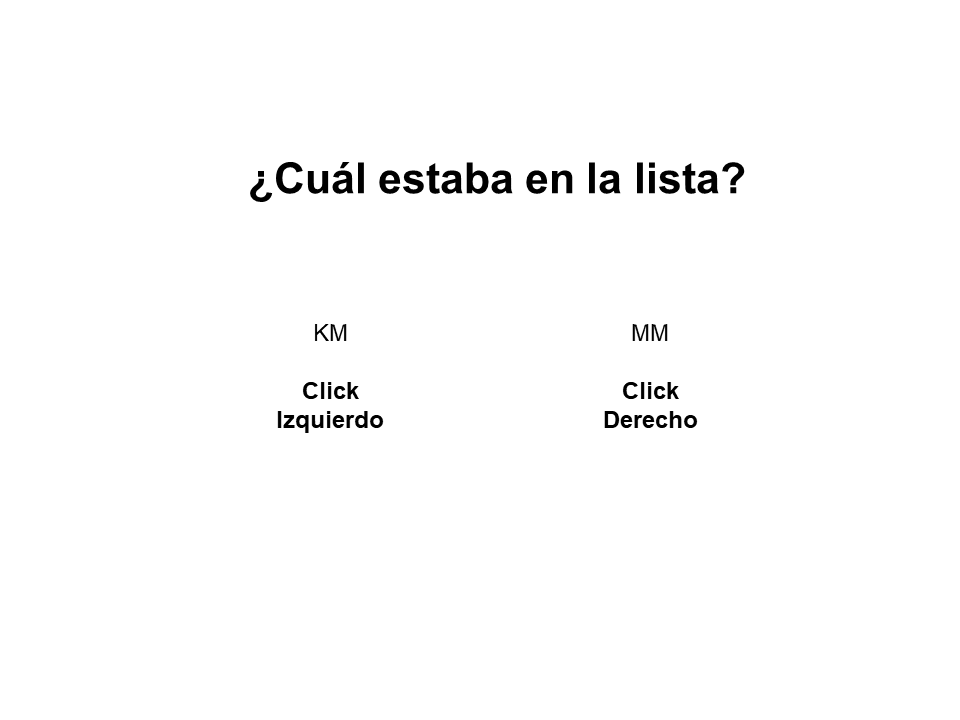 ¿Cuál estaba en la lista?
KM
MM
Click
Izquierdo
Click
Derecho